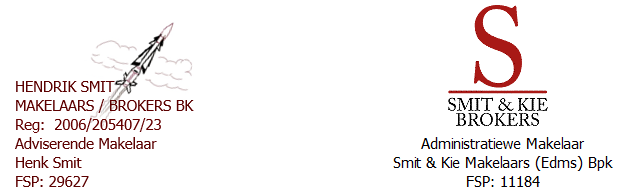 HENDRIK SMIT
MAKELAARS / BROKERS BK
Reg: 2006/205407/23
Adviserende Makelaar
Henk Smit
FSP: 29627
S
SMIT & KIE
BROKERS
Administratiewe Makelaar
Smit & Kie Makelaars (Edms) Bpk
FSP: 11184